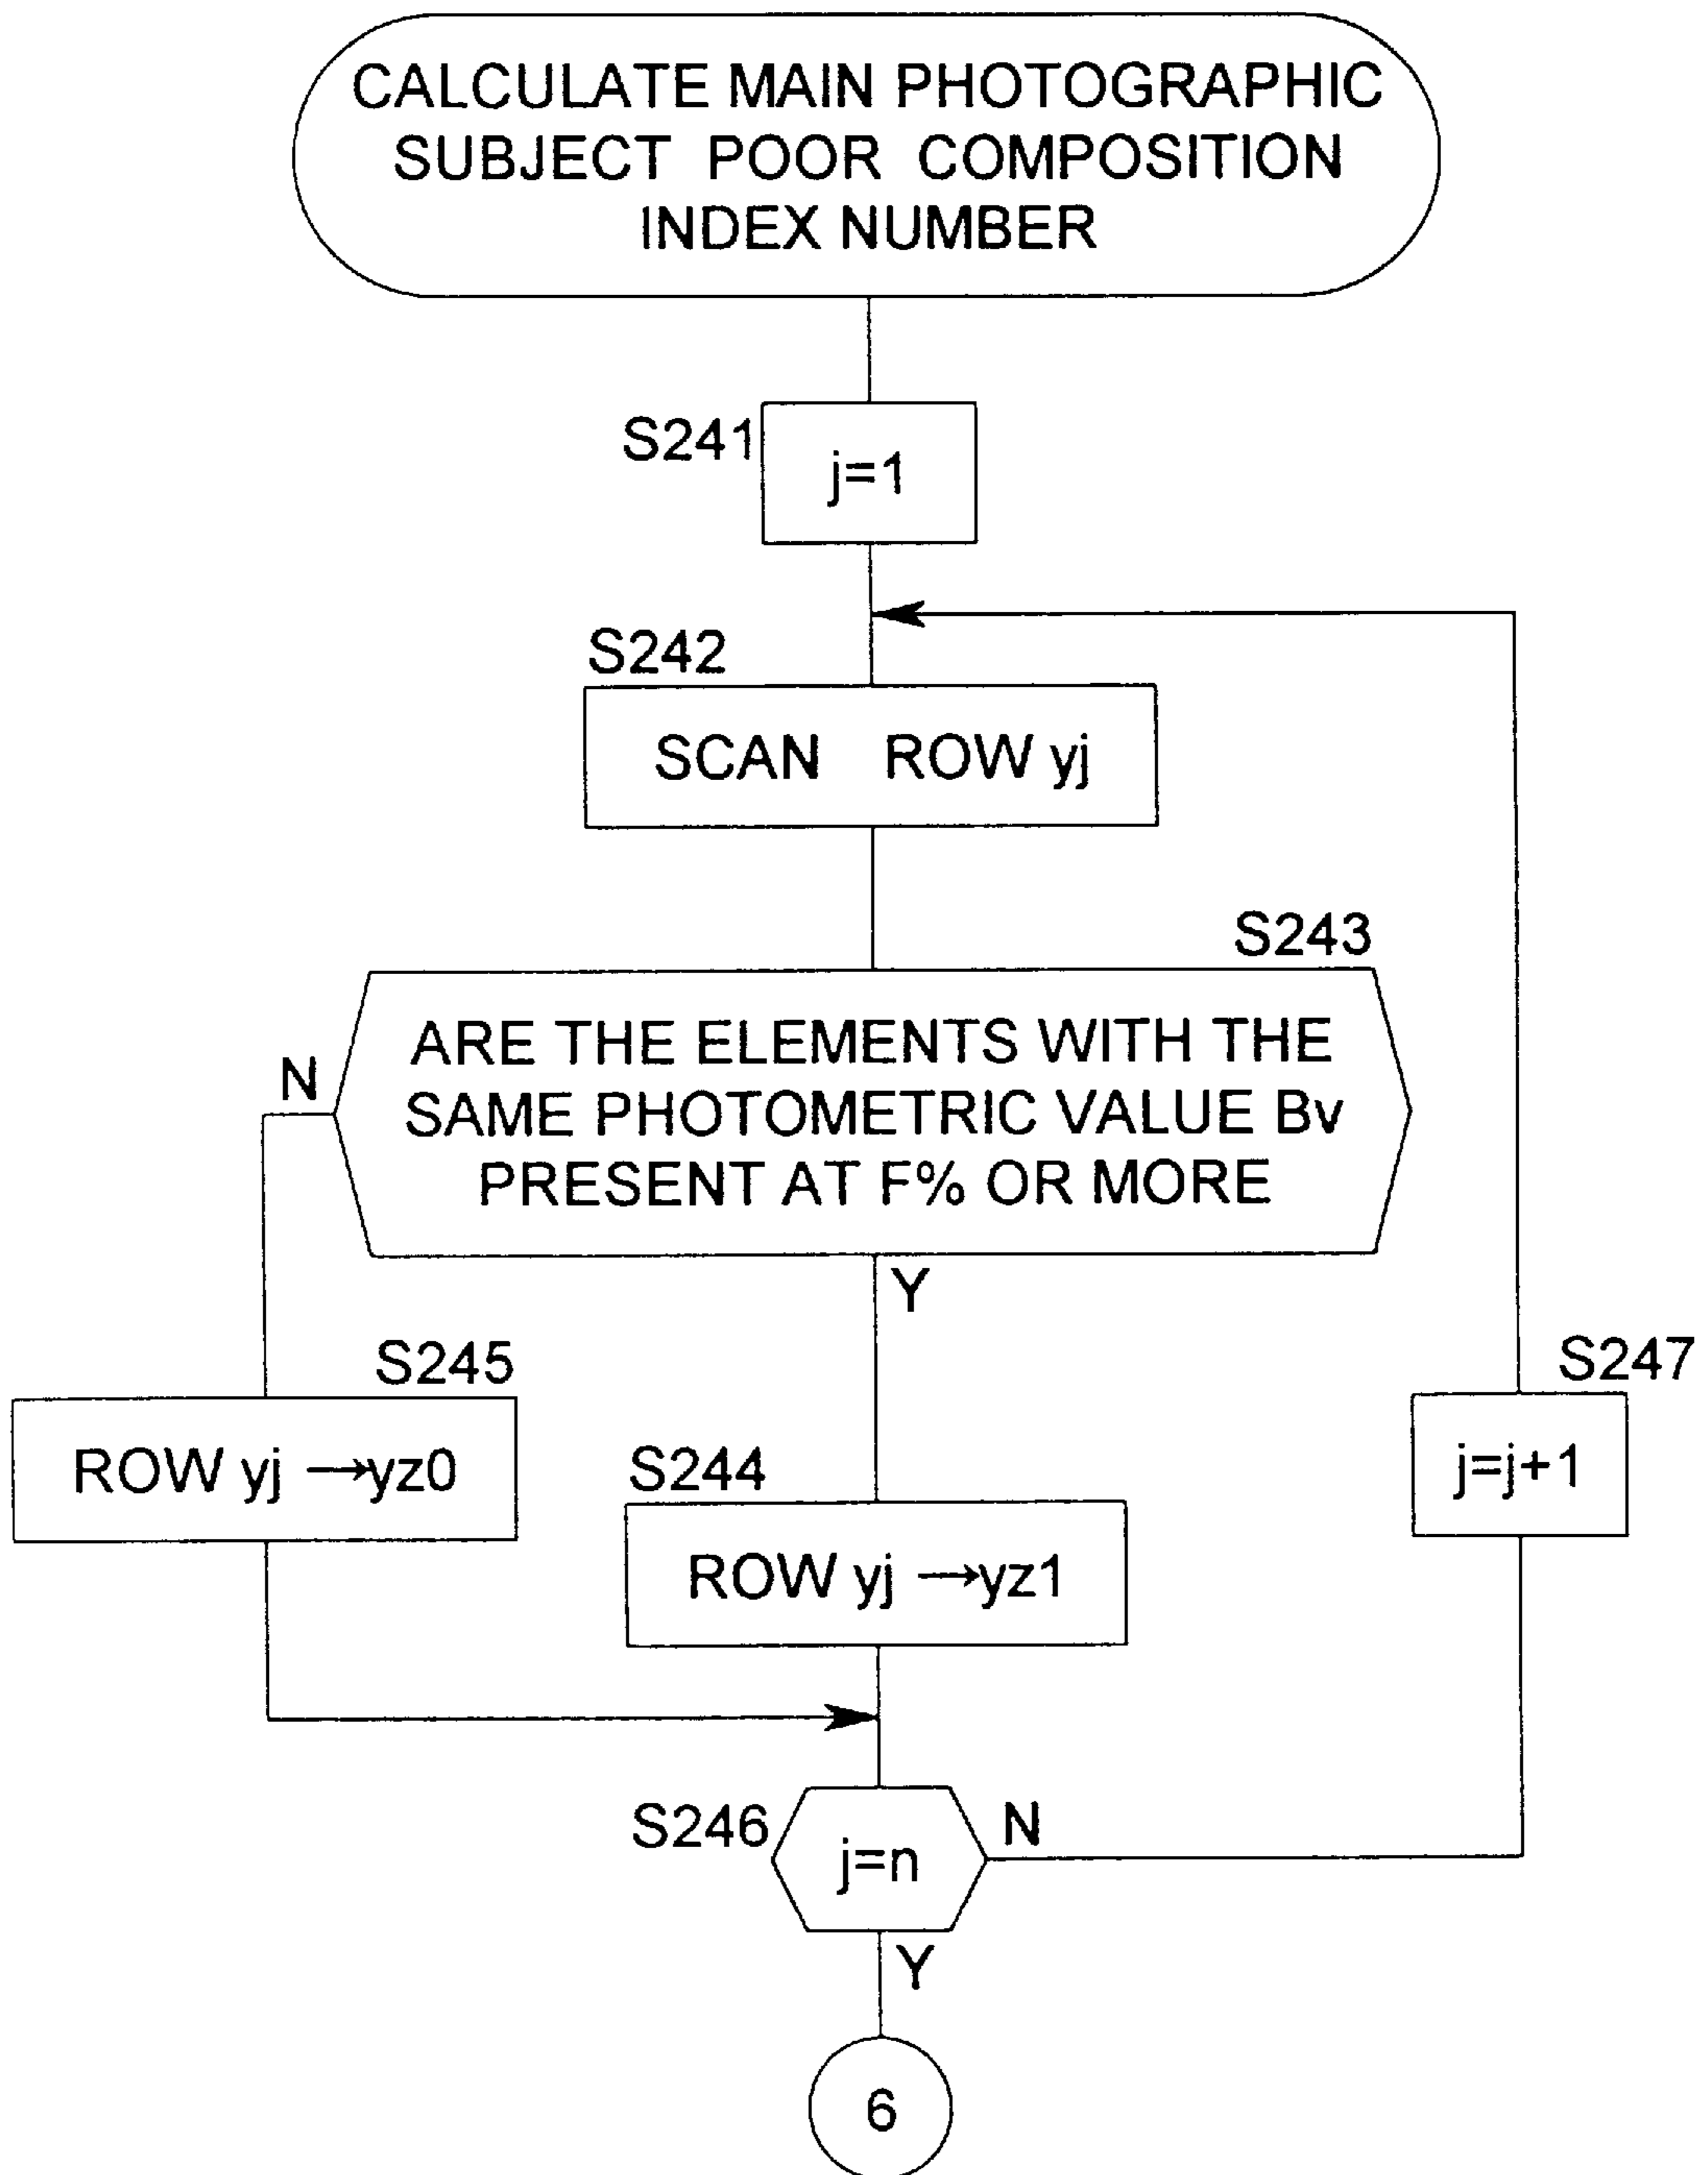 CALCULATE MAIN PHOTOGRAPHIC
SUBJECT POOR COMPOSITION
INDEX NUMBER
S241
j=1
S242
SCAN ROW yj
S243
ARE THE ELEMENTS WITH THE
SAME PHOTOMETRIC VALUE Bv
PRESENT AT F% OR MORE
N
Y
S245
ROW yj →yz0
S244
ROW yj →yz1
S247
j=j+1
S246
j=n
N
Y
6